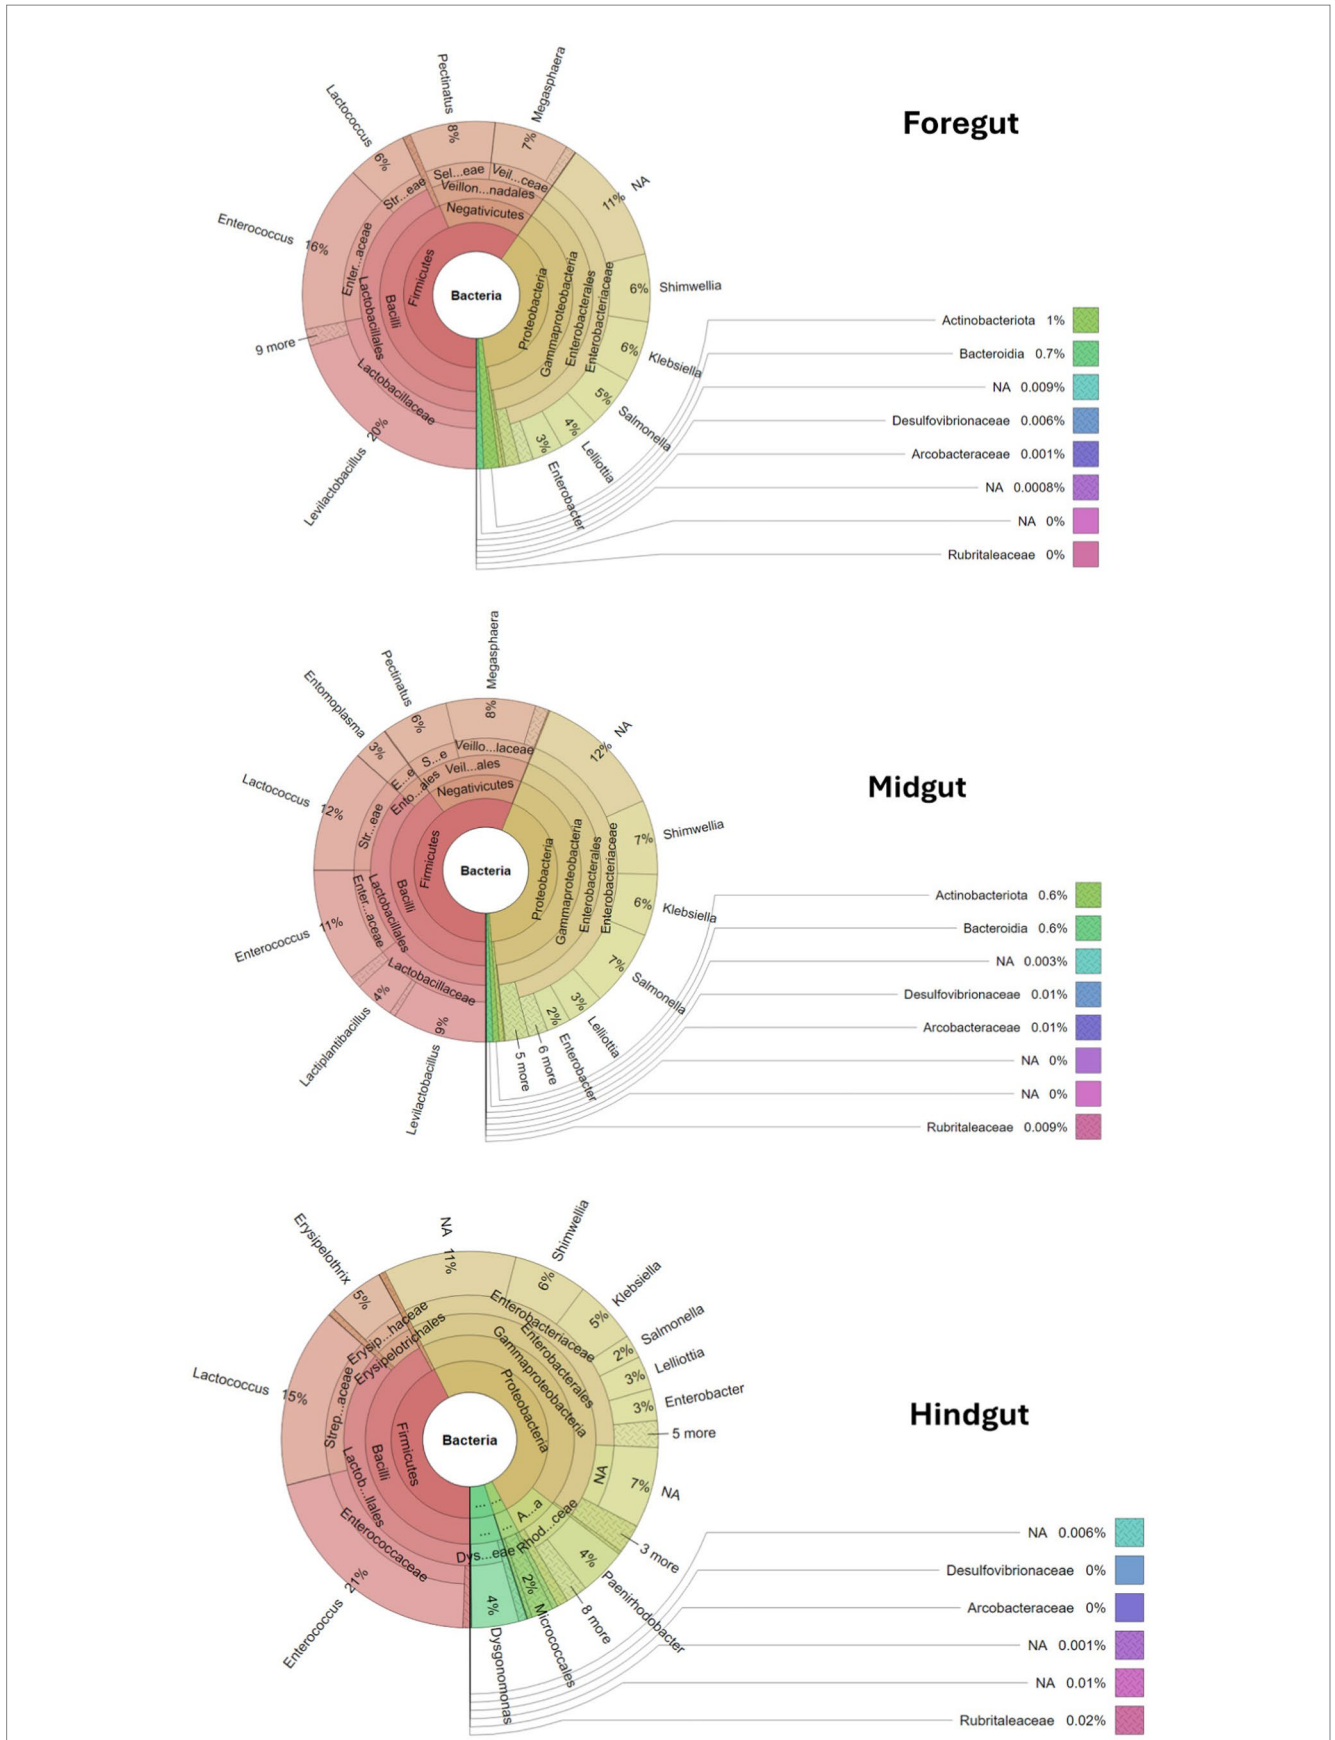 Foregut
Bacteria
Firmicutes
Bacilli
Lactobacillales
Lactobacillaceae
Enter...aceae
Str...eae
Sel...eae
Veil...ceae
Veillon...nadales
Negativicutes
Proteobacteria
Gammaproteobacteria
Enterobacterales
Enterobacteriaceae
Levilactobacillus 20%
9 more
Enterococcus 16%
Lactococcus 6%
Pectinatus 8%
Megasphaera 7%
11% NA
6% Shimwellia
6% Klebsiella
5% Salmonella
4% Lelliottia
3% Enterobacter
Actinobacteriota 1%
Bacteroidia 0.7%
NA 0.009%
Desulfovibrionaceae 0.006%
Arcobacteraceae 0.001%
NA 0.0008%
NA 0%
Rubritaleaceae 0%
Midgut
Bacteria
Firmicutes
Bacilli
Lactobacillales
Lactobacillaceae
Enter...aceae
Str...eae
E...e
Ento...ales
S...e
Veillo...laceae
Veil...ales
Negativicutes
Proteobacteria
Gammaproteobacteria
Enterobacterales
Enterobacteriaceae
Levilactobacillus 9%
Lactiplantibacillus 4%
Enterococcus 11%
Lactococcus 12%
Entomoplasma 3%
Pectinatus 6%
Megasphaera 8%
12% NA
7% Shimwellia
6% Klebsiella
7% Salmonella
3% Lelliottia
2% Enterobacter
6 more
5 more
Actinobacteriota 0.6%
Bacteroidia 0.6%
NA 0.003%
Desulfovibrionaceae 0.01%
Arcobacteraceae 0.01%
NA 0%
NA 0%
Rubritaleaceae 0.009%
Hindgut
Bacteria
Firmicutes
Bacilli
Lactob...llales
Enterococcaceae
Strep...aceae
Erysip...haceae
Erysipelotrichales
Proteobacteria
Gammaproteobacteria
Enterobacterales
Enterobacteriaceae
NA
A...a
Rhod...ceae
... ...
... ...
Dys...eae
Enterococcus 21%
Lactococcus 15%
Erysipelothrix 5%
NA 11%
6% Shimwellia
5% Klebsiella
2% Salmonella
3% Lelliottia
3% Enterobacter
5 more
7% NA
3 more
4% Paenirhodobacter
8 more
2% Micrococcales
4% Dysgonomonas
NA 0.006%
Desulfovibrionaceae 0%
Arcobacteraceae 0%
NA 0.001%
NA 0.01%
Rubritaleaceae 0.02%